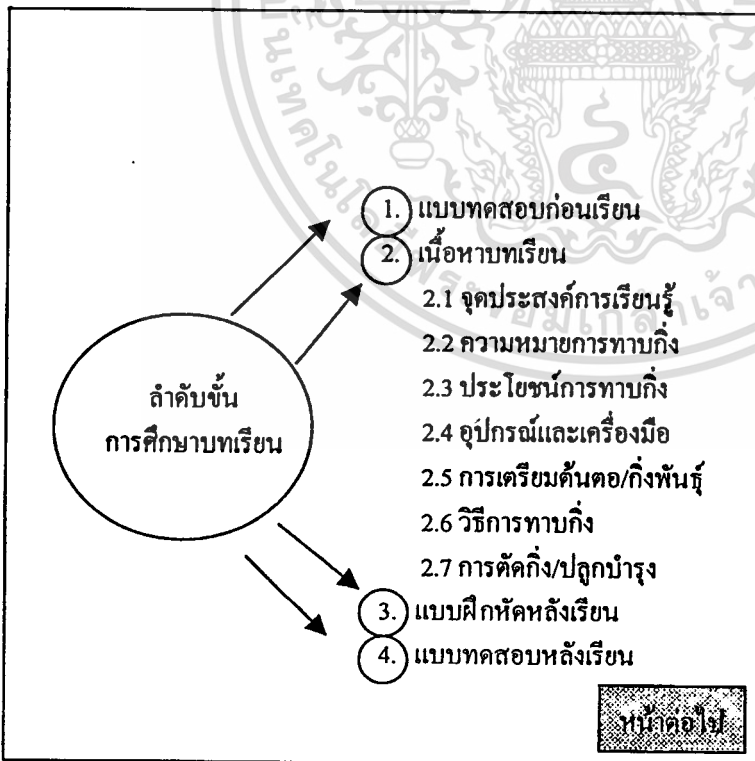 1. แบบทดสอบก่อนเรียน
2. เนื้อหาบทเรียน
2.1 จุดประสงค์การเรียนรู้
2.2 ความหมายการทาบกิ่ง
2.3 ประโยชน์การทาบกิ่ง
2.4 อุปกรณ์และเครื่องมือ
2.5 การเตรียมต้นตอ/กิ่งพันธุ์
2.6 วิธีการทาบกิ่ง
2.7 การตัดกิ่ง/ปลูกบำรุง
ลำดับขั้น
การศึกษาบทเรียน
3. แบบฝึกหัดหลังเรียน
4. แบบทดสอบหลังเรียน
หน้าต่อไป